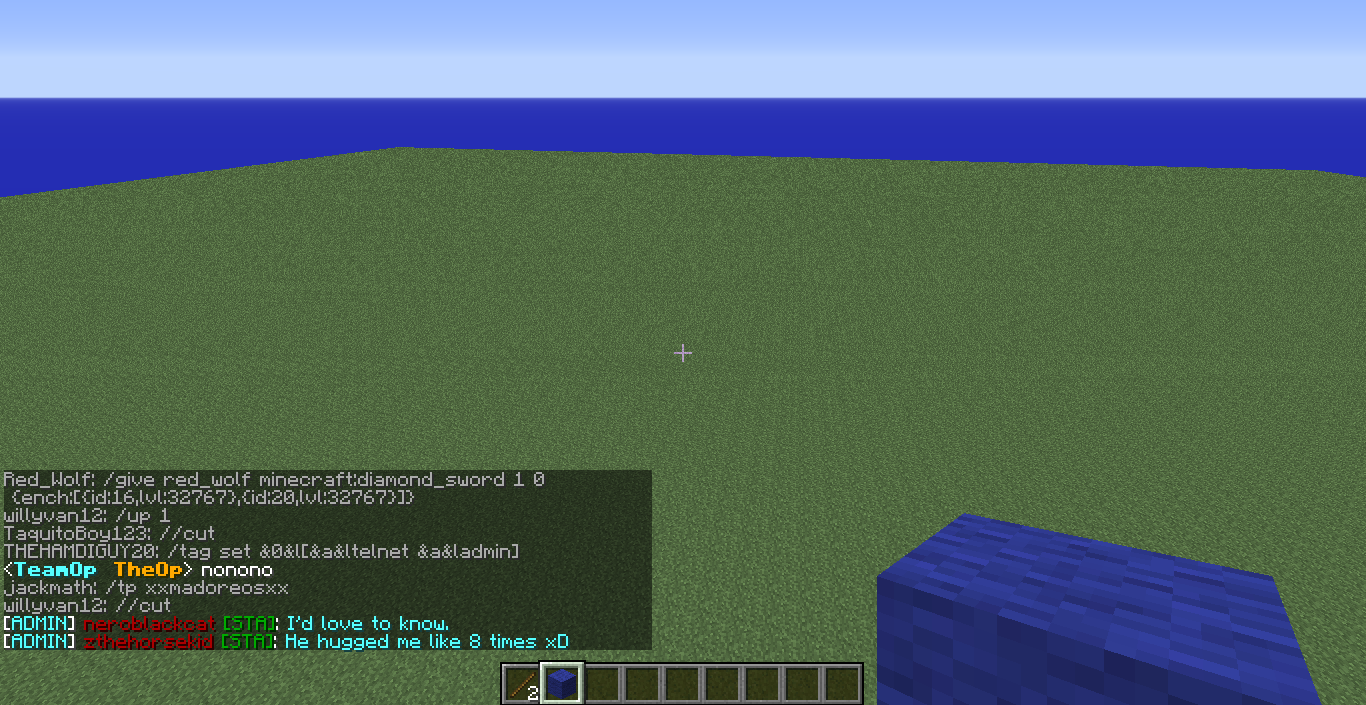 Red_Wolf: /give red_wolf minecraft:diamond_sword 1 0
{ench:[{id:16,lvl:32767},{id:20,lvl:32767}]}
willyvan12: /up 1
TaquitoBoy123: //cut
THEHAMDIGUY20: /tag set &0&l[&a&ltelnet &a&ladmin]
<TeamOp TheOp> nonono
jackmath: /tp xxmadoreosxx
willyvan12: //cut
[ADMIN] neroblackcat [STA]: I'd love to know.
[ADMIN] zthehorsekid [STA]: He hugged me like 8 times xD
2